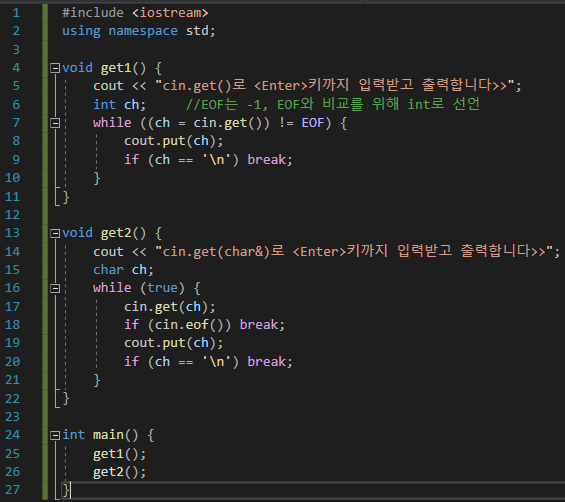 1 #include <iostream>
2 using namespace std;
3
4 void get1() {
5 cout << "cin.get()로 <Enter>키까지 입력받고 출력합니다>>";
6 int ch; //EOF는 -1, EOF와 비교를 위해 int로 선언
7 while ((ch = cin.get()) != EOF) {
8 cout.put(ch);
9 if (ch == '\n') break;
10 }
11 }
12
13 void get2() {
14 cout << "cin.get(char&)로 <Enter>키까지 입력받고 출력합니다>>";
15 char ch;
16 while (true) {
17 cin.get(ch);
18 if (cin.eof()) break;
19 cout.put(ch);
20 if (ch == '\n') break;
21 }
22 }
23
24 int main() {
25 get1();
26 get2();
27 }